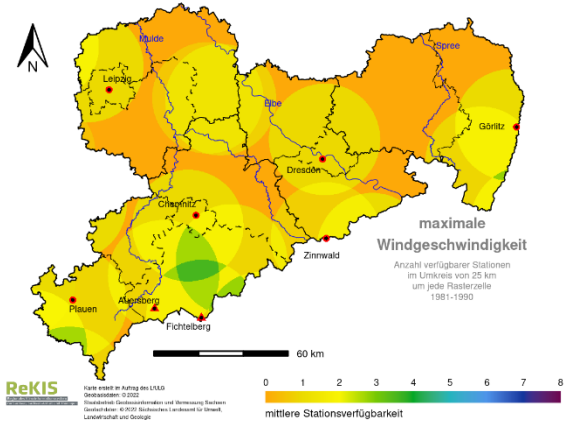 N
Mulde
Spree
Leipzig
Elbe
Görlitz
Dresden
Chemnitz
Zinnwald
Plauen
Auersberg
Fichtelberg
maximale
Windgeschwindigkeit
Anzahl verfügbarer Stationen
im Umkreis von 25 km
um jede Rasterzelle
1981-1990
60 km
ReKIS
Karte erstellt im Auftrag des LfULG
Geobasisdaten: © 2022
Staatsbetrieb Geobasisinformation und Vermessung Sachsen
Geofachdaten: © 2022 Sächsisches Landesamt für Umwelt,
Landwirtschaft und Geologie
0 1 2 3 4 5 6 7 8
mittlere Stationsverfügbarkeit